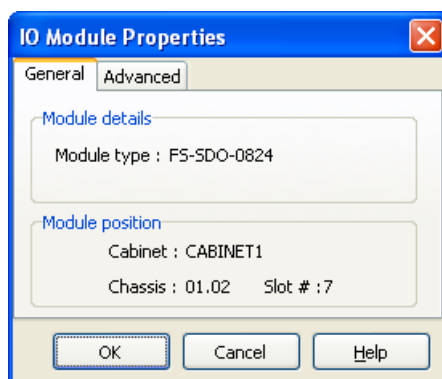 IO Module Properties
General Advanced
Module details
Module type : FS-SDO-0824
Module position
Cabinet : CABINET1
Chassis : 01.02 Slot # :7
OK Cancel Help